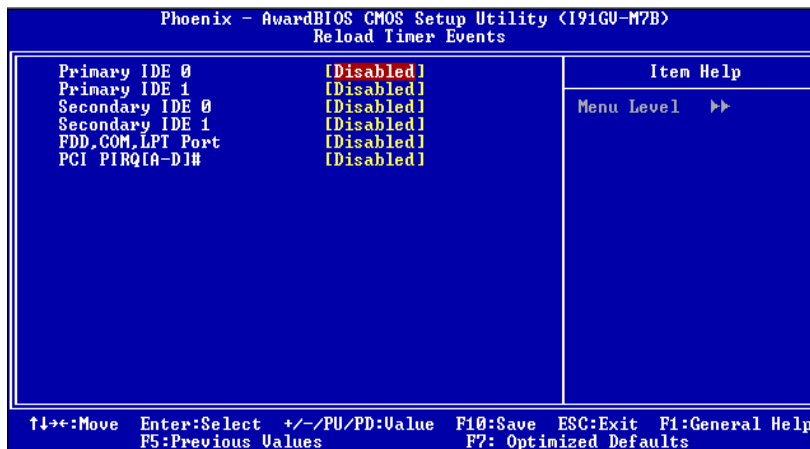 Phoenix - AwardBIOS CMOS Setup Utility (I91GV-M7B)
Reload Timer Events
Primary IDE 0 [Disabled]
Primary IDE 1 [Disabled]
Secondary IDE 0 [Disabled]
Secondary IDE 1 [Disabled]
FDD,COM,LPT Port [Disabled]
PCI PIRQ[A-D]# [Disabled]
Item Help
Menu Level ▶▶
↑↓→←:Move Enter:Select +/-/PU/PD:Value F10:Save ESC:Exit F1:General Help
F5:Previous Values F7: Optimized Defaults